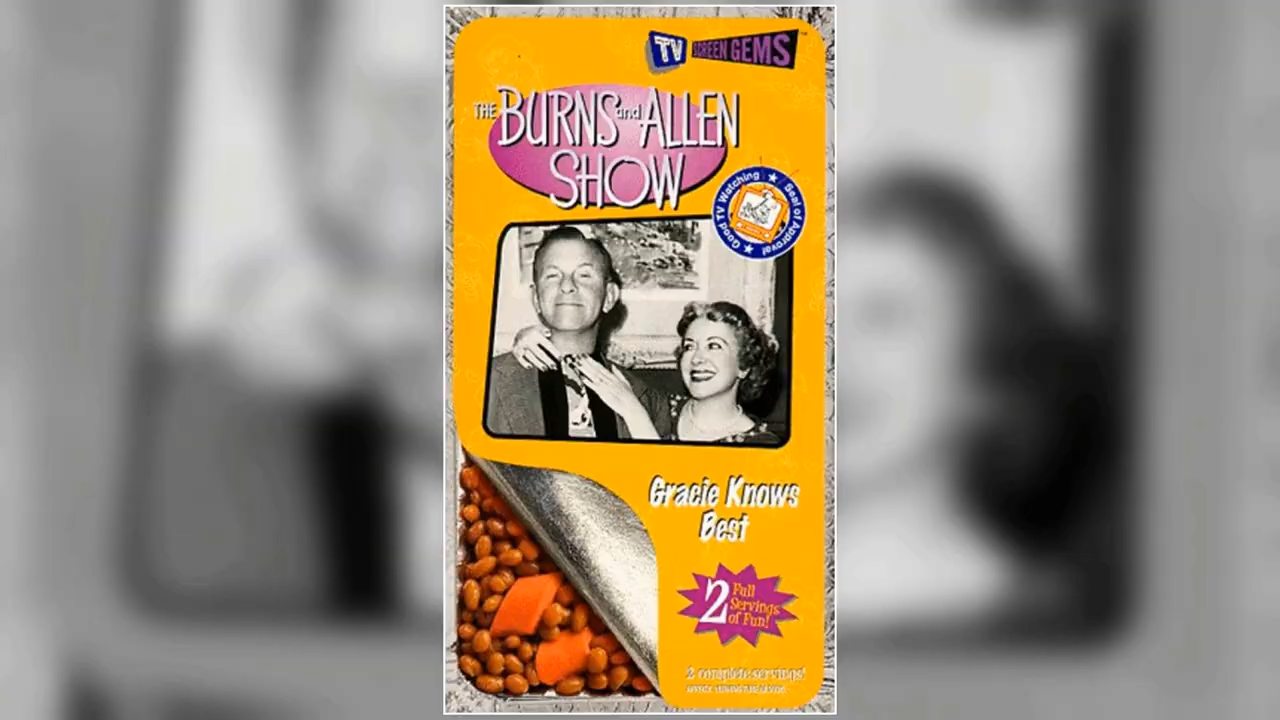 TV SCREEN GEMS
THE BURNS and ALLEN
SHOW
Good TV Watching ★ Seal of Approval ★
Gracie Knows
Best
2 Full
Servings
of Fun!
2 complete servings!